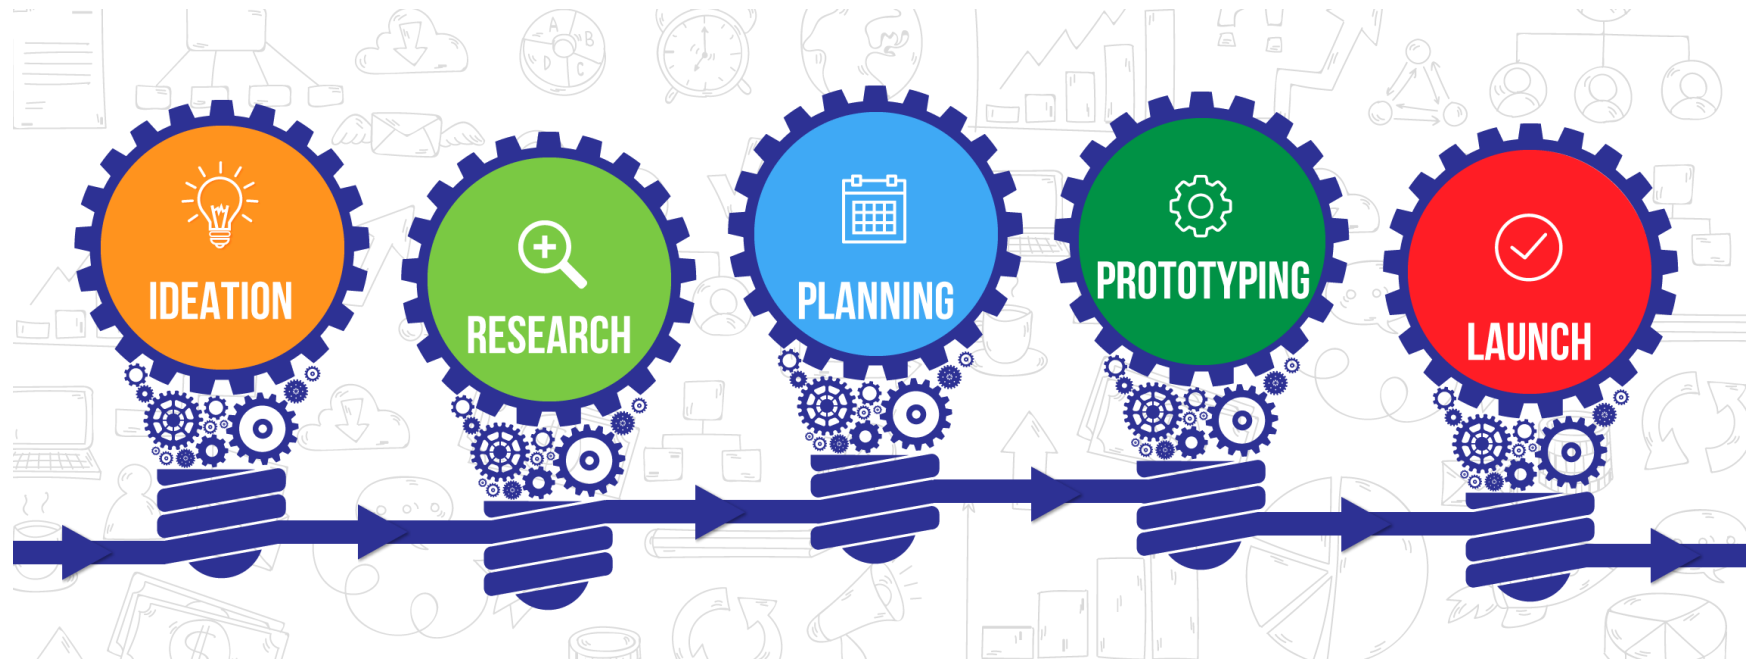 IDEATION
RESEARCH
PLANNING
PROTOTYPING
LAUNCH
A
B
C
D
$